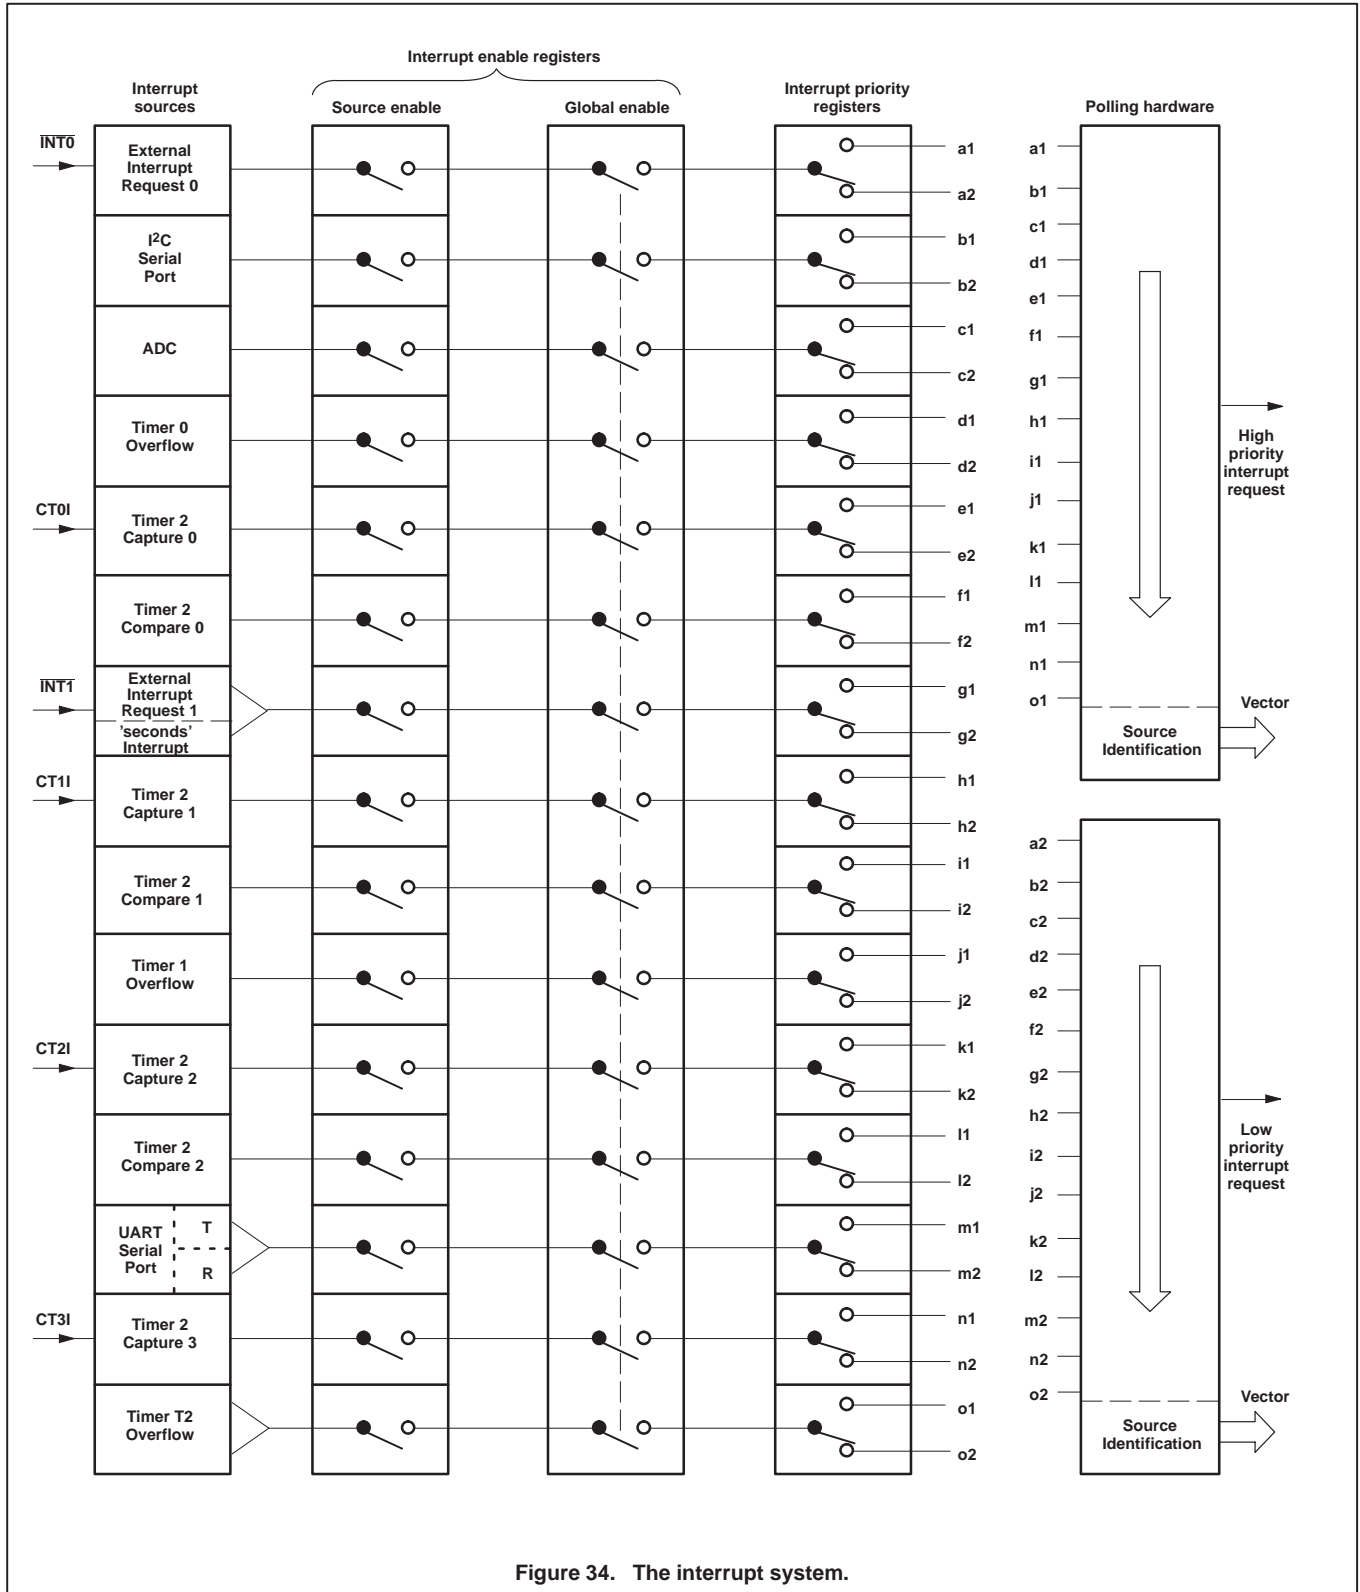 Interrupt enable registers
Interrupt
sources
Source enable
Global enable
Interrupt priority
registers
Polling hardware
INT0
External
Interrupt
Request 0
a1
a2
I2C
Serial
Port
b1
b2
ADC
c1
c2
Timer 0
Overflow
d1
d2
CT0I
Timer 2
Capture 0
e1
e2
Timer 2
Compare 0
f1
f2
INT1
External
Interrupt
Request 1
'seconds'
Interrupt
g1
g2
CT1I
Timer 2
Capture 1
h1
h2
Timer 2
Compare 1
i1
i2
Timer 1
Overflow
j1
j2
CT2I
Timer 2
Capture 2
k1
k2
Timer 2
Compare 2
l1
l2
UART
Serial
Port
T
R
m1
m2
CT3I
Timer 2
Capture 3
n1
n2
Timer T2
Overflow
o1
o2
a1
b1
c1
d1
e1
f1
g1
h1
i1
j1
k1
l1
m1
n1
o1
High
priority
interrupt
request
Source
Identification
Vector
a2
b2
c2
d2
e2
f2
g2
h2
i2
j2
k2
l2
m2
n2
o2
Low
priority
interrupt
request
Source
Identification
Vector
Figure 34. The interrupt system.